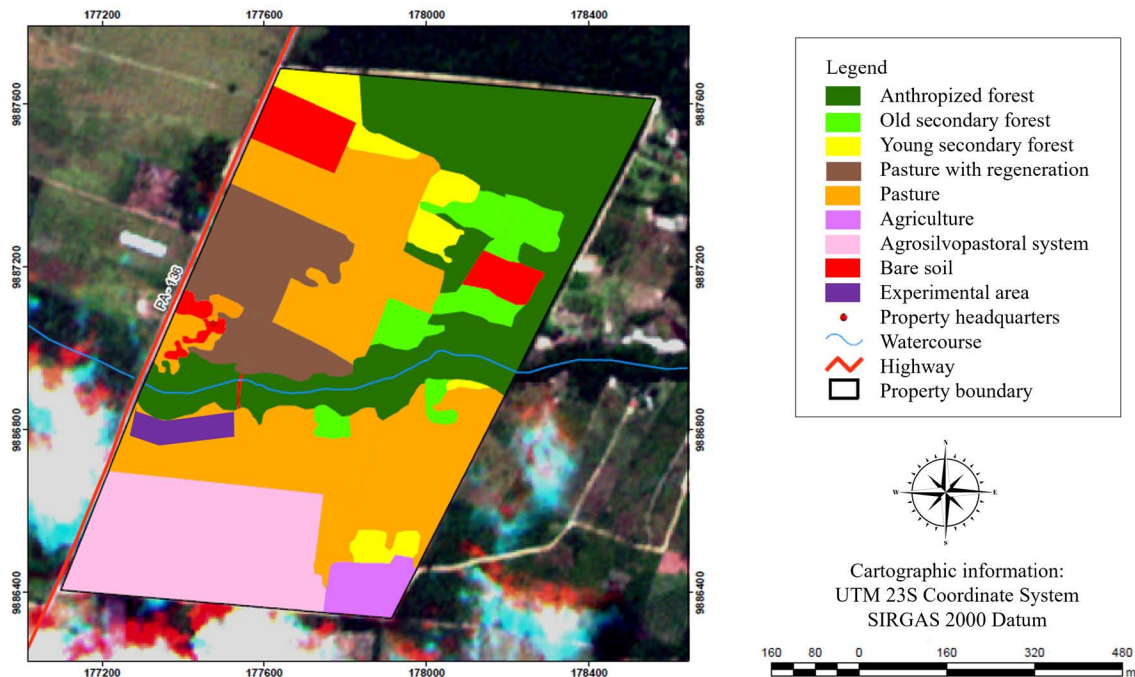 177200 177600 178000 178400
9887600
9887200
9886800
9886400
9887600
9887200
9886800
9886400
PA - 136
177200 177600 178000 178400
Legend
Anthropized forest
Old secondary forest
Young secondary forest
Pasture with regeneration
Pasture
Agriculture
Agrosilvopastoral system
Bare soil
Experimental area
Property headquarters
Watercourse
Highway
Property boundary
N
W E
S
Cartographic information:
UTM 23S Coordinate System
SIRGAS 2000 Datum
160 80 0 160 320 480
m